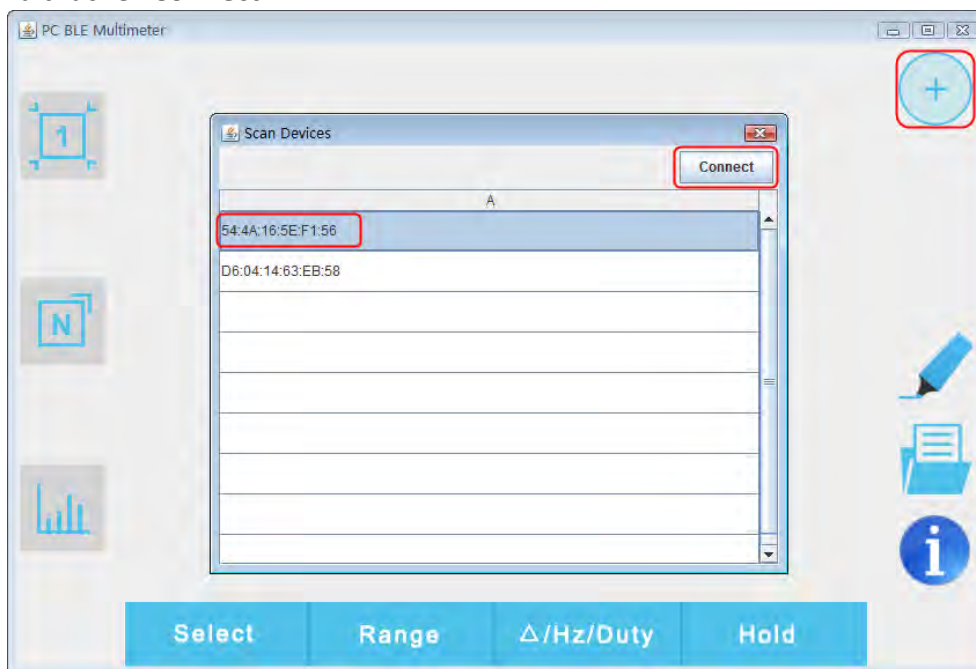 PC BLE Multimeter
+
1
Scan Devices
Connect
A
54:4A:16:5E:F1:56
D6:04:14:63:EB:58
N
i
Select Range △/Hz/Duty Hold